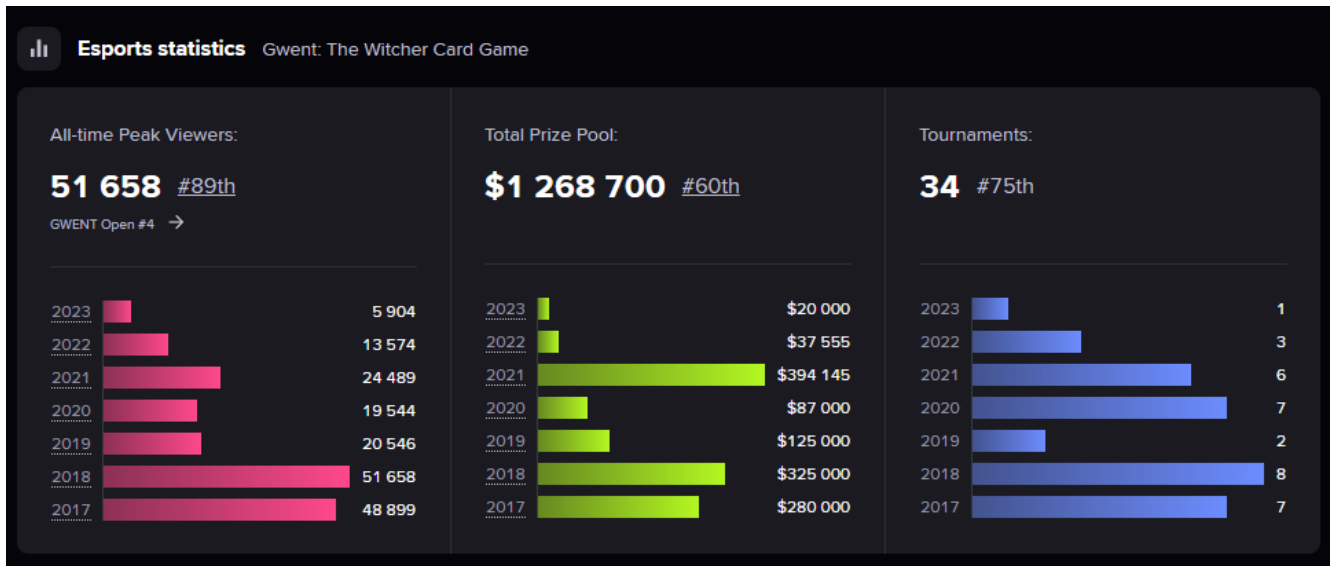 Esports statistics Gwent: The Witcher Card Game
All-time Peak Viewers:
51 658 #89th
GWENT Open #4 →
2023 5 904
2022 13 574
2021 24 489
2020 19 544
2019 20 546
2018 51 658
2017 48 899
Total Prize Pool:
$1 268 700 #60th
2023 $20 000
2022 $37 555
2021 $394 145
2020 $87 000
2019 $125 000
2018 $325 000
2017 $280 000
Tournaments:
34 #75th
2023 1
2022 3
2021 6
2020 7
2019 2
2018 8
2017 7